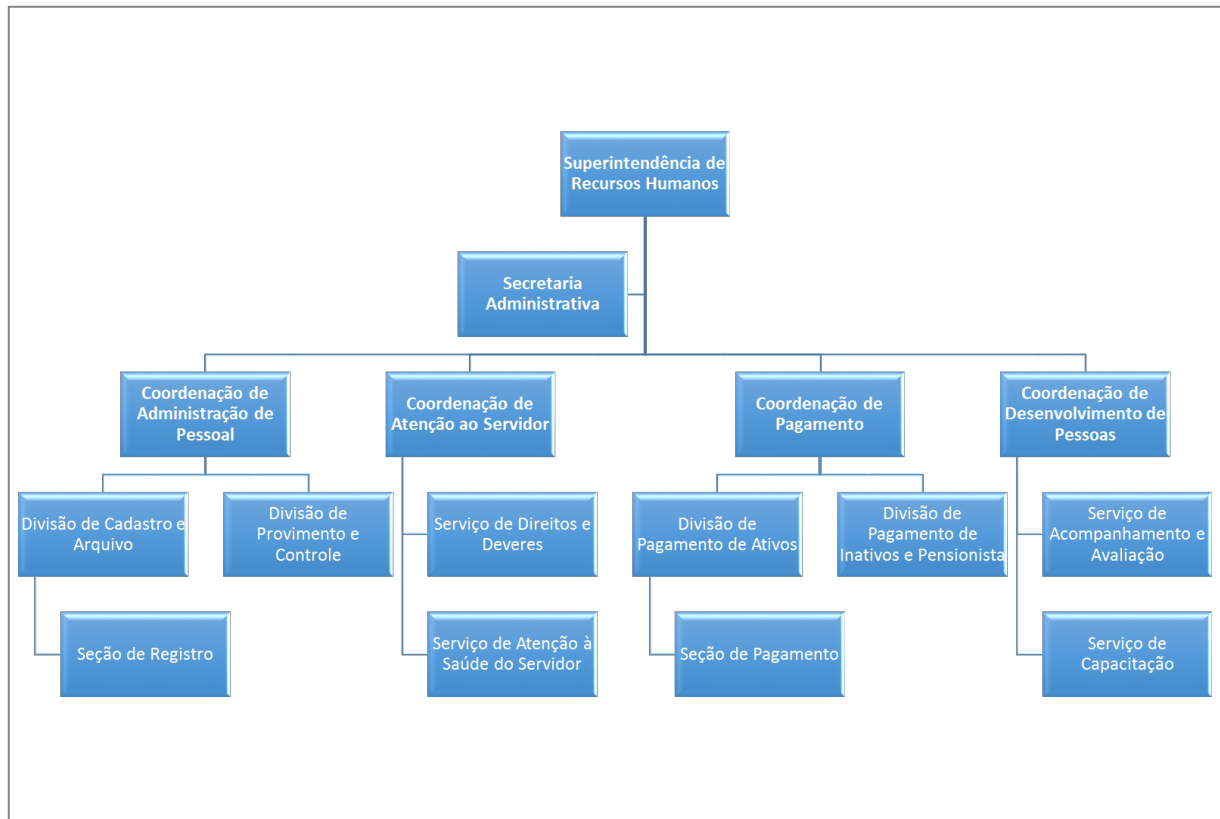 Superintendência de
Recursos Humanos
Secretaria
Administrativa
Coordenação de
Administração de
Pessoal
Coordenação de
Atenção ao Servidor
Coordenação de
Pagamento
Coordenação de
Desenvolvimento de
Pessoas
Divisão de Cadastro e
Arquivo
Divisão de
Provimento e
Controle
Serviço de Direitos e
Deveres
Divisão de
Pagamento de Ativos
Divisão de
Pagamento de
Inativos e Pensionista
Serviço de
Acompanhamento e
Avaliação
Seção de Registro
Serviço de Atenção à
Saúde do Servidor
Seção de Pagamento
Serviço de
Capacitação